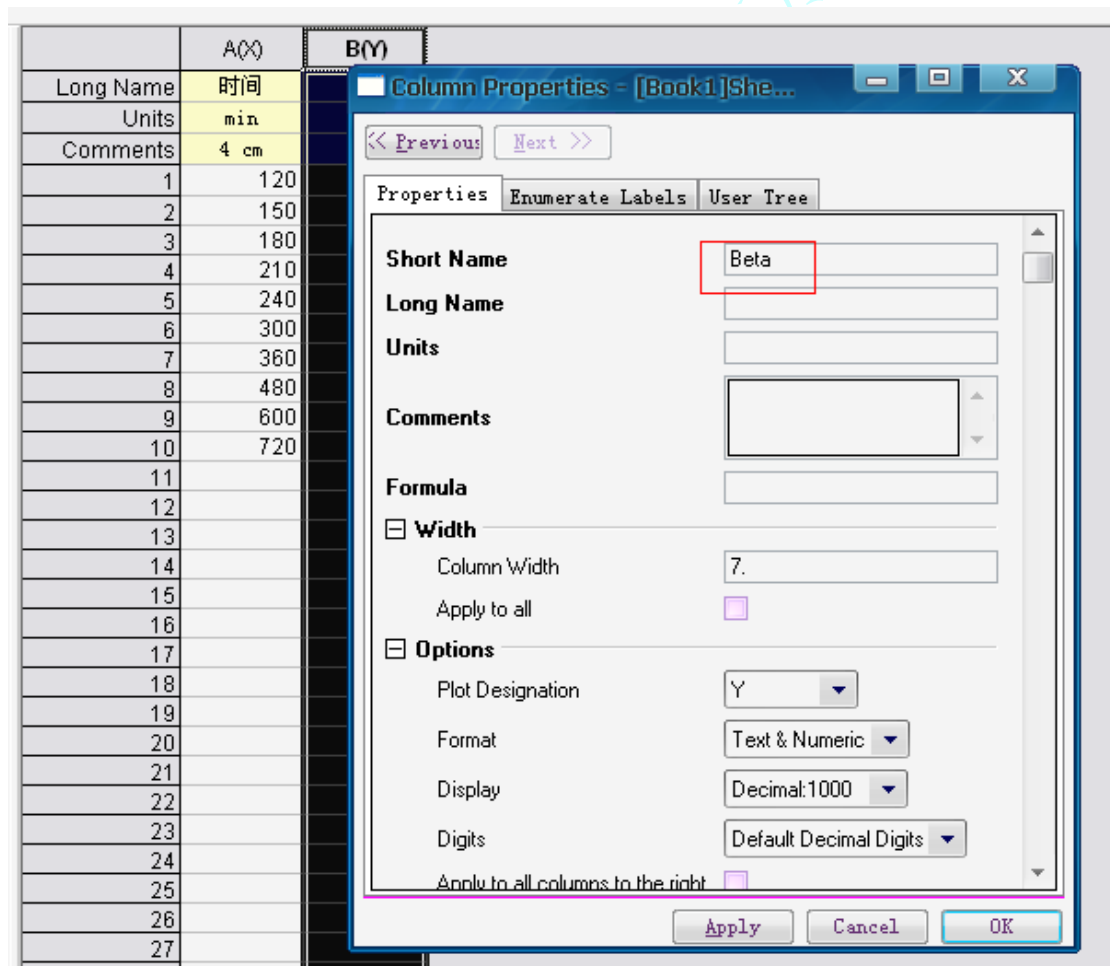 A(X) B(Y)
Long Name 时间
Units min
Comments 4 cm
1 120
2 150
3 180
4 210
5 240
6 300
7 360
8 480
9 600
10 720
11
12
13
14
15
16
17
18
19
20
21
22
23
24
25
26
27
Column Properties - [Book1]She...
<< Previous Next >>
Properties Enumerate Labels User Tree
Short Name Beta
Long Name
Units
Comments
Formula
Width
Column Width 7.
Apply to all
Options
Plot Designation Y
Format Text & Numeric
Display Decimal:1000
Digits Default Decimal Digits
Apply to all columns to the right
Apply Cancel OK